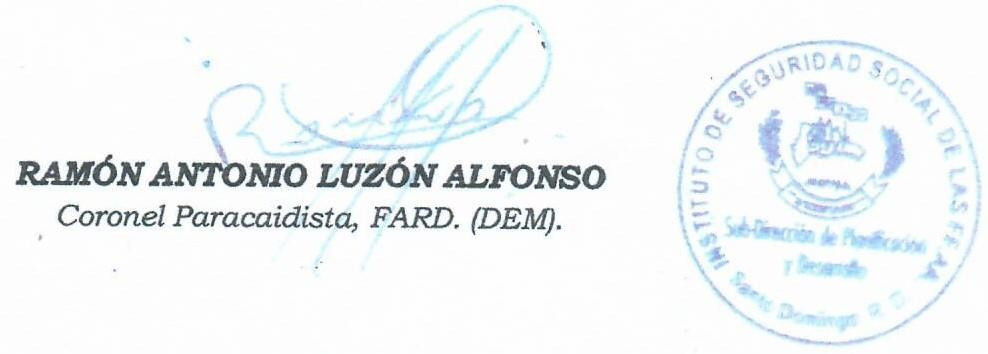 RAMÓN ANTONIO LUZÓN ALFONSO
Coronel Paracaidista, FARD. (DEM).
INSTITUTO DE SEGURIDAD SOCIAL DE LAS FF.AA.
Sub-Dirección de Planificación
y Desarrollo
Santo Domingo R. D.